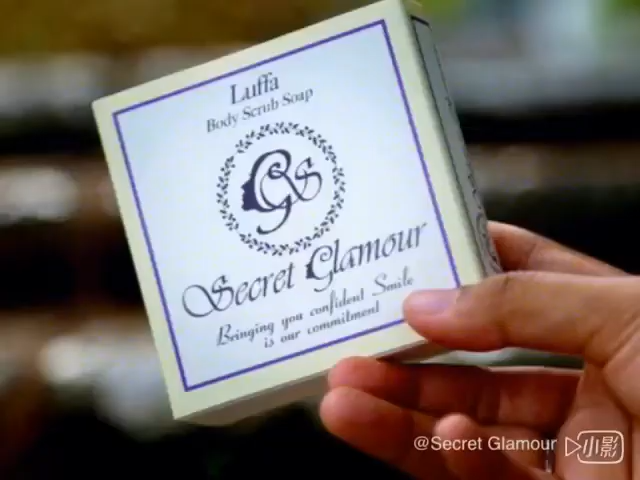 Luffa
Body Scrub Soap
GS
Secret Glamour
Bringing you confident Smile
is our commitment
@Secret Glamour 小影